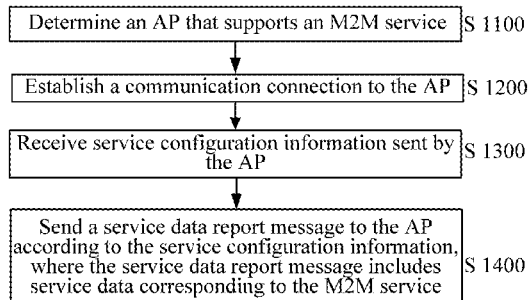 Determine an AP that supports an M2M service S 1100
Establish a communication connection to the AP S 1200
Receive service configuration information sent by
the AP S 1300
Send a service data report message to the AP
according to the service configuration information,
where the service data report message includes S 1400
service data corresponding to the M2M service